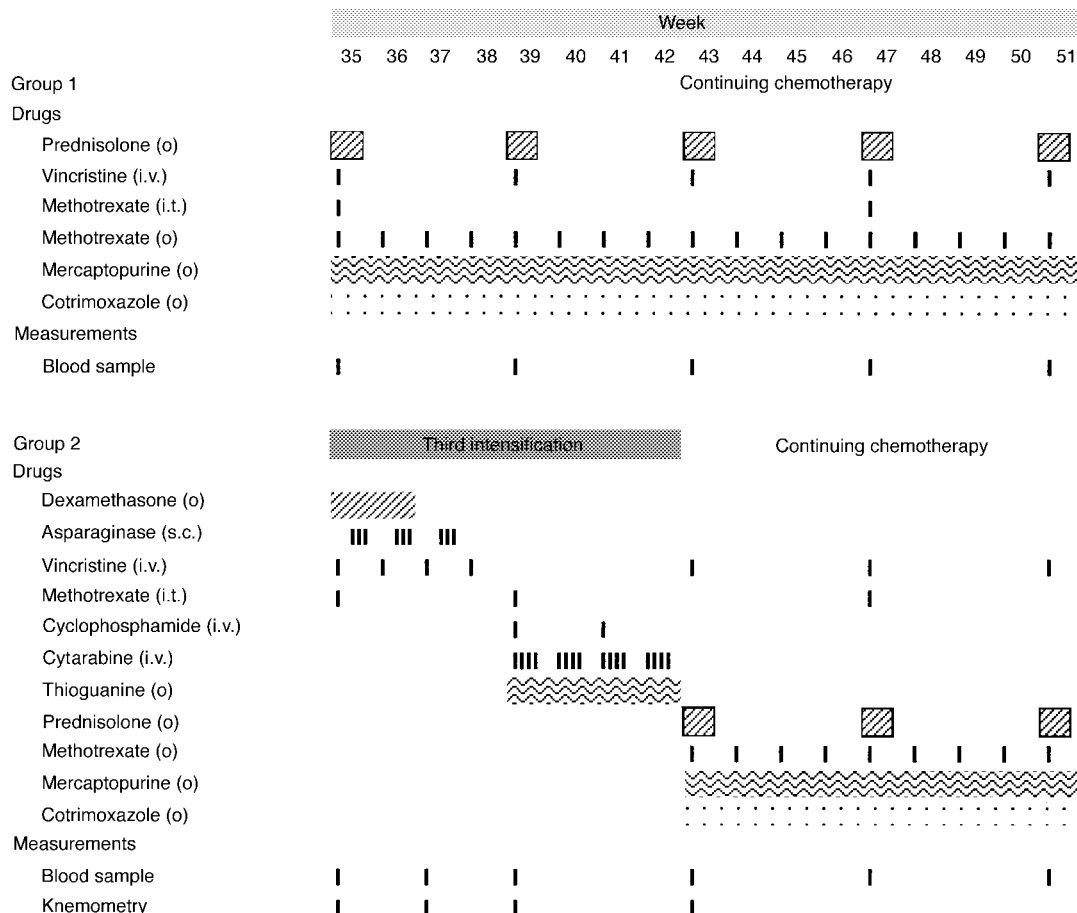 Week
35 36 37 38 39 40 41 42 43 44 45 46 47 48 49 50 51
Group 1 Continuing chemotherapy
Drugs
Prednisolone (o)
Vincristine (i.v.)
Methotrexate (i.t.)
Methotrexate (o)
Mercaptopurine (o)
Cotrimoxazole (o)
Measurements
Blood sample
Group 2 Third intensification Continuing chemotherapy
Drugs
Dexamethasone (o)
Asparaginase (s.c.)
Vincristine (i.v.)
Methotrexate (i.t.)
Cyclophosphamide (i.v.)
Cytarabine (i.v.)
Thioguanine (o)
Prednisolone (o)
Methotrexate (o)
Mercaptopurine (o)
Cotrimoxazole (o)
Measurements
Blood sample
Knemometry